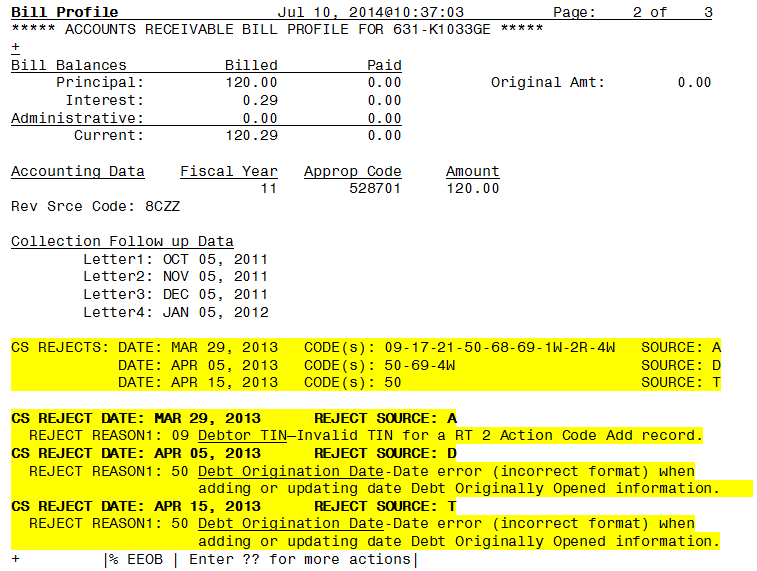 Bill Profile Jul 10, 2014@10:37:03 Page: 2 of 3
***** ACCOUNTS RECEIVABLE BILL PROFILE FOR 631-K1033GE *****
+
Bill Balances Billed Paid
Principal: 120.00 0.00 Original Amt: 0.00
Interest: 0.29 0.00
Administrative: 0.00 0.00
Current: 120.29 0.00
Accounting Data Fiscal Year Approp Code Amount
11 528701 120.00
Rev Srce Code: 8CZZ
Collection Follow up Data
Letter1: OCT 05, 2011
Letter2: NOV 05, 2011
Letter3: DEC 05, 2011
Letter4: JAN 05, 2012
CS REJECTS: DATE: MAR 29, 2013 CODE(s): 09-17-21-50-68-69-1W-2R-4W SOURCE: A
DATE: APR 05, 2013 CODE(s): 50-69-4W SOURCE: D
DATE: APR 15, 2013 CODE(s): 50 SOURCE: T
CS REJECT DATE: MAR 29, 2013 REJECT SOURCE: A
REJECT REASON1: 09 Debtor TIN—Invalid TIN for a RT 2 Action Code Add record.
CS REJECT DATE: APR 05, 2013 REJECT SOURCE: D
REJECT REASON1: 50 Debt Origination Date-Date error (incorrect format) when
adding or updating date Debt Originally Opened information.
CS REJECT DATE: APR 15, 2013 REJECT SOURCE: T
REJECT REASON1: 50 Debt Origination Date-Date error (incorrect format) when
adding or updating date Debt Originally Opened information.
+ |% EEOB | Enter ?? for more actions|